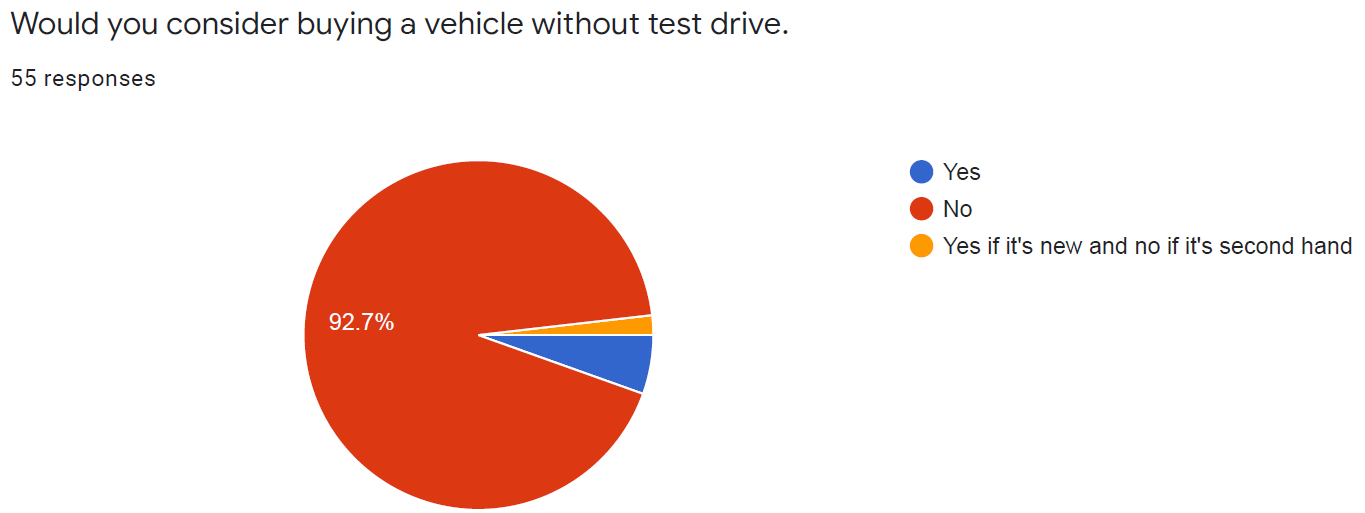 Would you consider buying a vehicle without test drive.
55 responses
92.7%
Yes
No
Yes if it's new and no if it's second hand